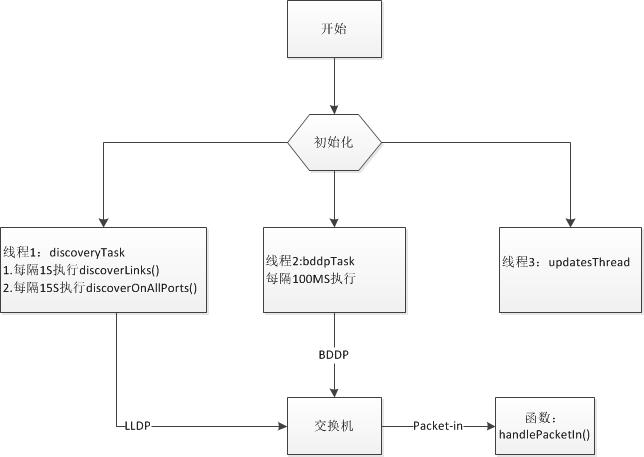 开始
初始化
线程1：discoveryTask
1.每隔1S执行discoverLinks()
2.每隔15S执行discoverOnAllPorts()
线程2:bddpTask
每隔100MS执行
线程3：updatesThread
BDDP
LLDP
交换机
Packet-in
函数：
handlePacketIn()